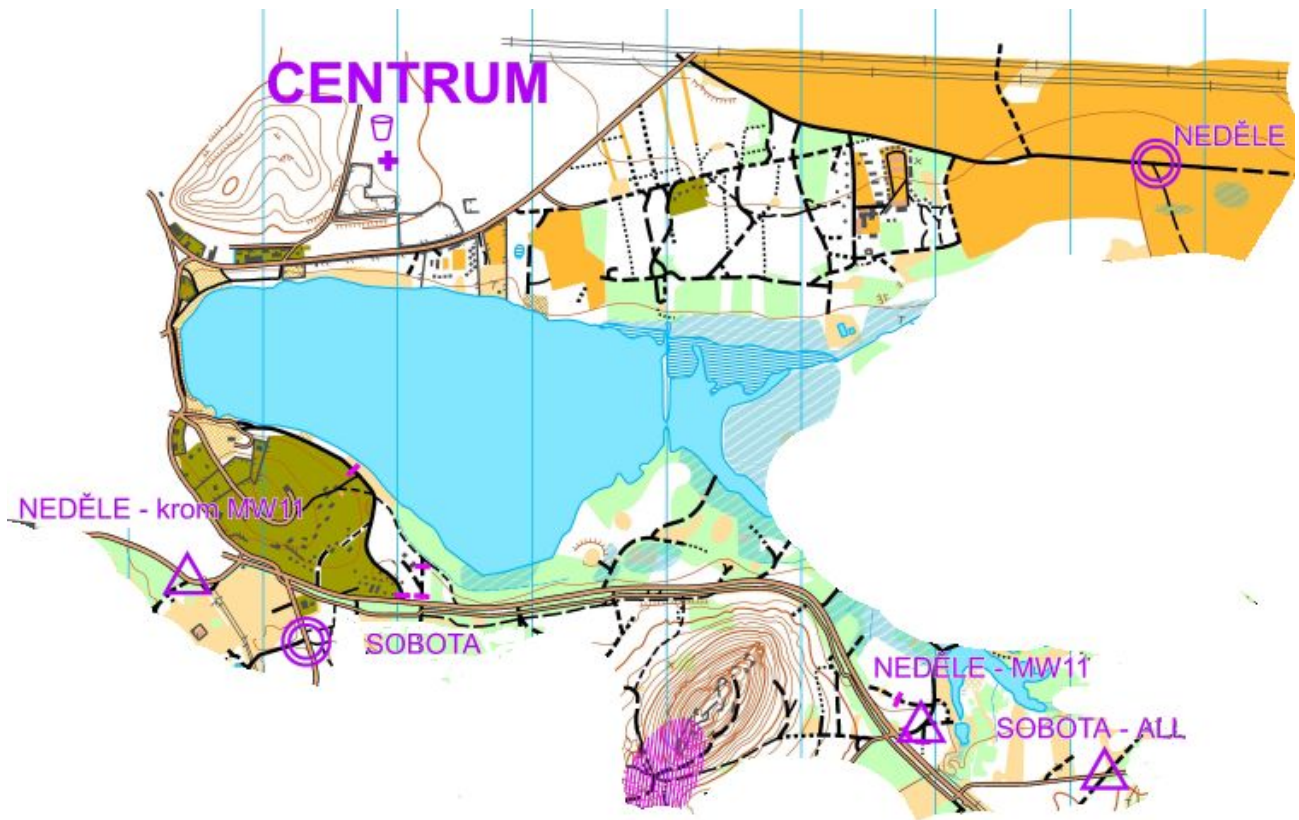 CENTRUM
NEDĚLE
NEDĚLE - krom MW11
SOBOTA
NEDĚLE - MW11
SOBOTA - ALL